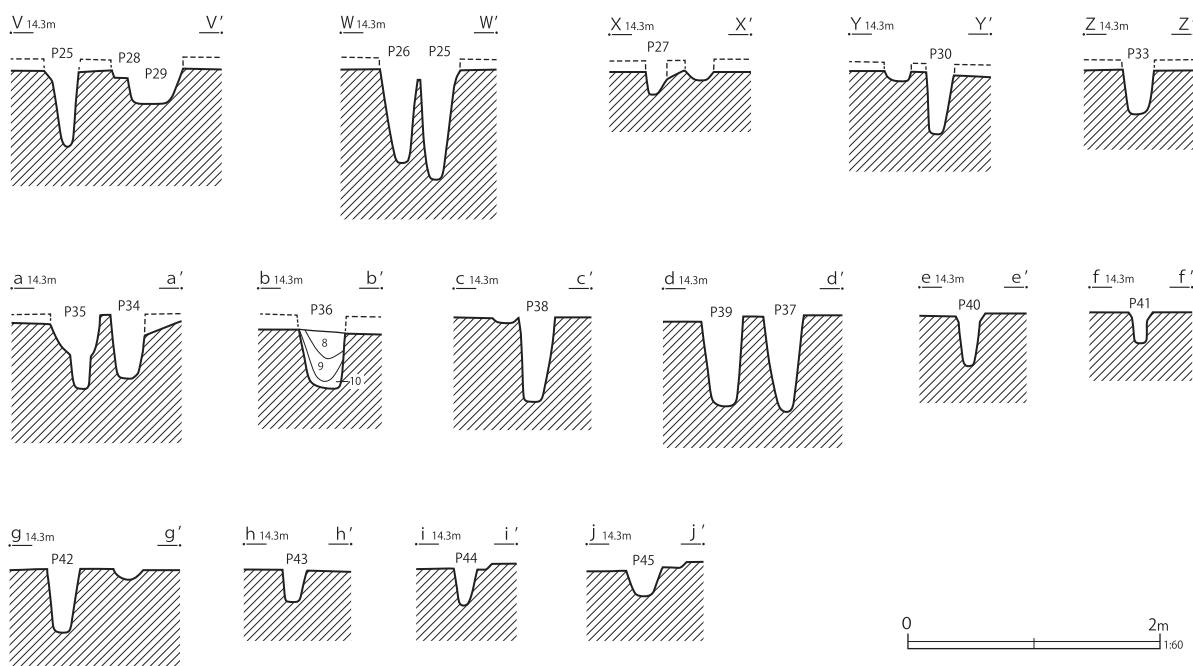 V 14.3m V′
P25 P28 P29
W 14.3m W′
P26 P25
X 14.3m X′
P27
Y 14.3m Y′
P30
Z 14.3m Z′
P33
a 14.3m a′
P35 P34
b 14.3m b′
P36
8
9
10
c 14.3m c′
P38
d 14.3m d′
P39 P37
e 14.3m e′
P40
f 14.3m f′
P41
g 14.3m g′
P42
h 14.3m h′
P43
i 14.3m i′
P44
j 14.3m j′
P45
0 2m
1:60